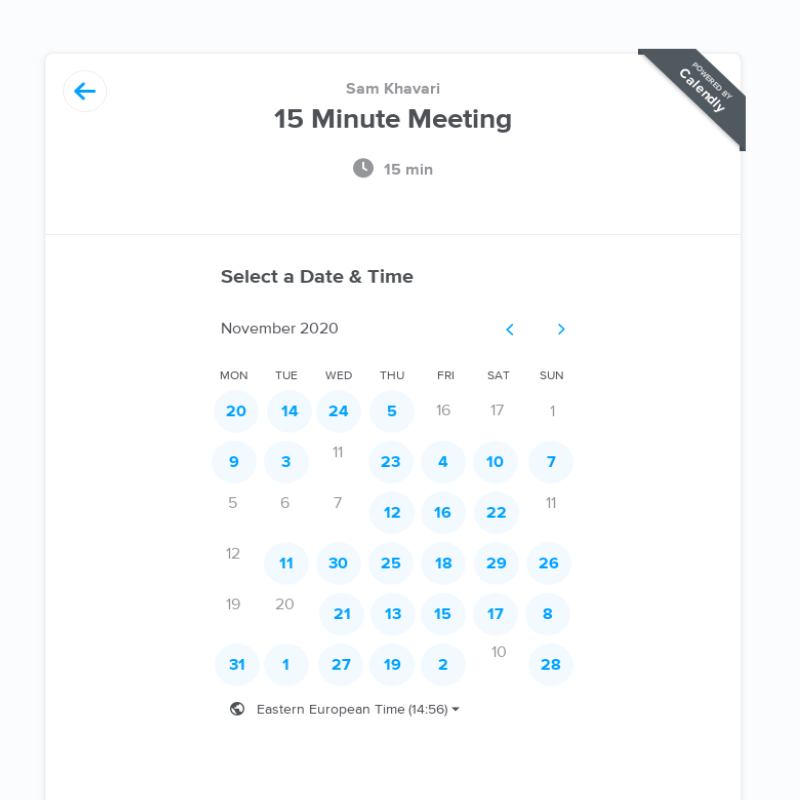 POWERED BY
Calendly
Sam Khavari
15 Minute Meeting
15 min
Select a Date & Time
November 2020
MON TUE WED THU FRI SAT SUN
20 14 24 5 16 17 1
9 3 11 23 4 10 7
5 6 7 12 16 22 11
12 11 30 25 18 29 26
19 20 21 13 15 17 8
31 1 27 19 2 10 28
Eastern European Time (14:56)